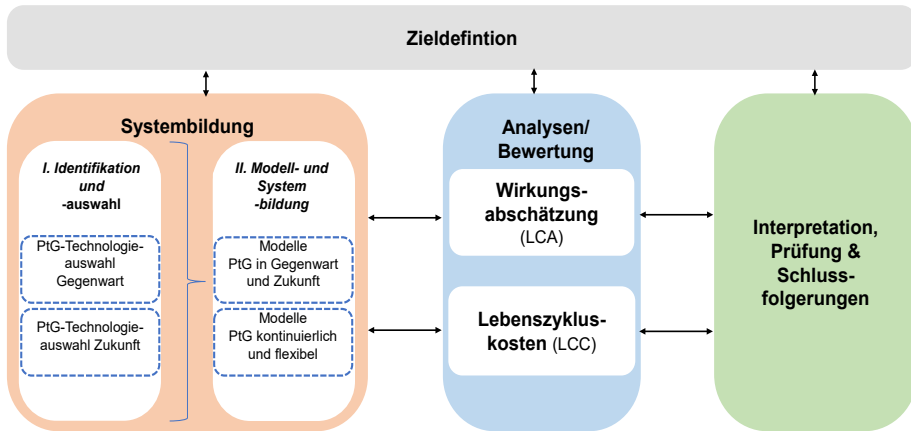 Zieldefintion
Systembildung
I. Identifikation
und
-auswahl
PtG-Technologie-
auswahl
Gegenwart
PtG-Technologie-
auswahl Zukunft
II. Modell- und
System
-bildung
Modelle
PtG in Gegenwart
und Zukunft
Modelle
PtG kontinuierlich
und flexibel
Analysen/
Bewertung
Wirkungs-
abschätzung
(LCA)
Lebenszyklus-
kosten (LCC)
Interpretation,
Prüfung &
Schluss-
folgerungen